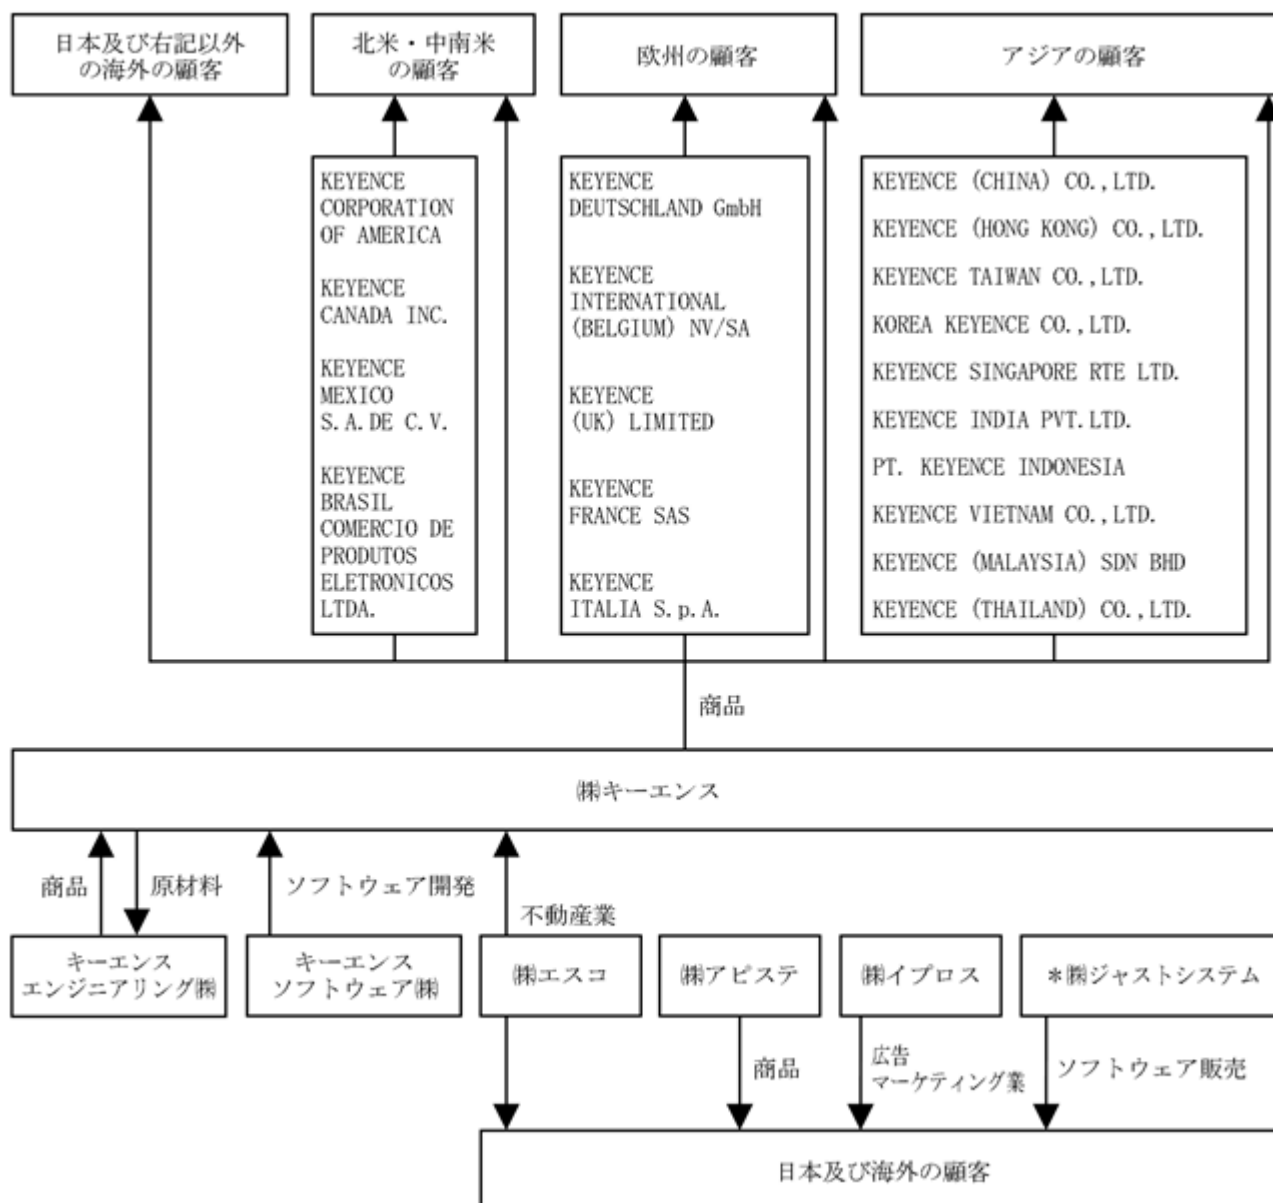 日本及び右記以外
の海外の顧客
北米・中南米
の顧客
欧州の顧客
アジアの顧客
KEYENCE
CORPORATION
OF AMERICA
KEYENCE
CANADA INC.
KEYENCE
MEXICO
S.A.DE C.V.
KEYENCE
BRASIL
COMERCIO DE
PRODUTOS
ELETRONICOS
LTDA.
KEYENCE
DEUTSCHLAND GmbH
KEYENCE
INTERNATIONAL
(BELGIUM) NV/SA
KEYENCE
(UK) LIMITED
KEYENCE
FRANCE SAS
KEYENCE
ITALIA S.p.A.
KEYENCE (CHINA) CO.,LTD.
KEYENCE (HONG KONG) CO.,LTD.
KEYENCE TAIWAN CO.,LTD.
KOREA KEYENCE CO.,LTD.
KEYENCE SINGAPORE RTE LTD.
KEYENCE INDIA PVT.LTD.
PT. KEYENCE INDONESIA
KEYENCE VIETNAM CO.,LTD.
KEYENCE (MALAYSIA) SDN BHD
KEYENCE (THAILAND) CO.,LTD.
商品
㈱キーエンス
商品
原材料
ソフトウェア開発
不動産業
キーエンス
エンジニアリング㈱
キーエンス
ソフトウェア㈱
㈱エスコ
㈱アピステ
㈱イプロス
＊㈱ジャストシステム
商品
広告
マーケティング業
ソフトウェア販売
日本及び海外の顧客